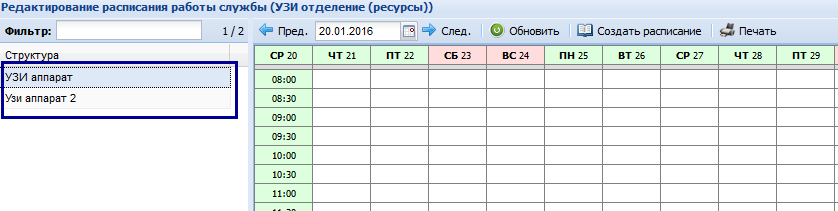 Редактирование расписания работы службы (УЗИ отделение (ресурсы))
Фильтр: 1 / 2 Пред. 20.01.2016 След. Обновить Создать расписание Печать
Структура
УЗИ аппарат
Узи аппарат 2
СР 20 ЧТ 21 ПТ 22 СБ 23 ВС 24 ПН 25 ВТ 26 СР 27 ЧТ 28 ПТ 29
08:00
08:30
09:00
09:30
10:00
10:30
11:00
11:30